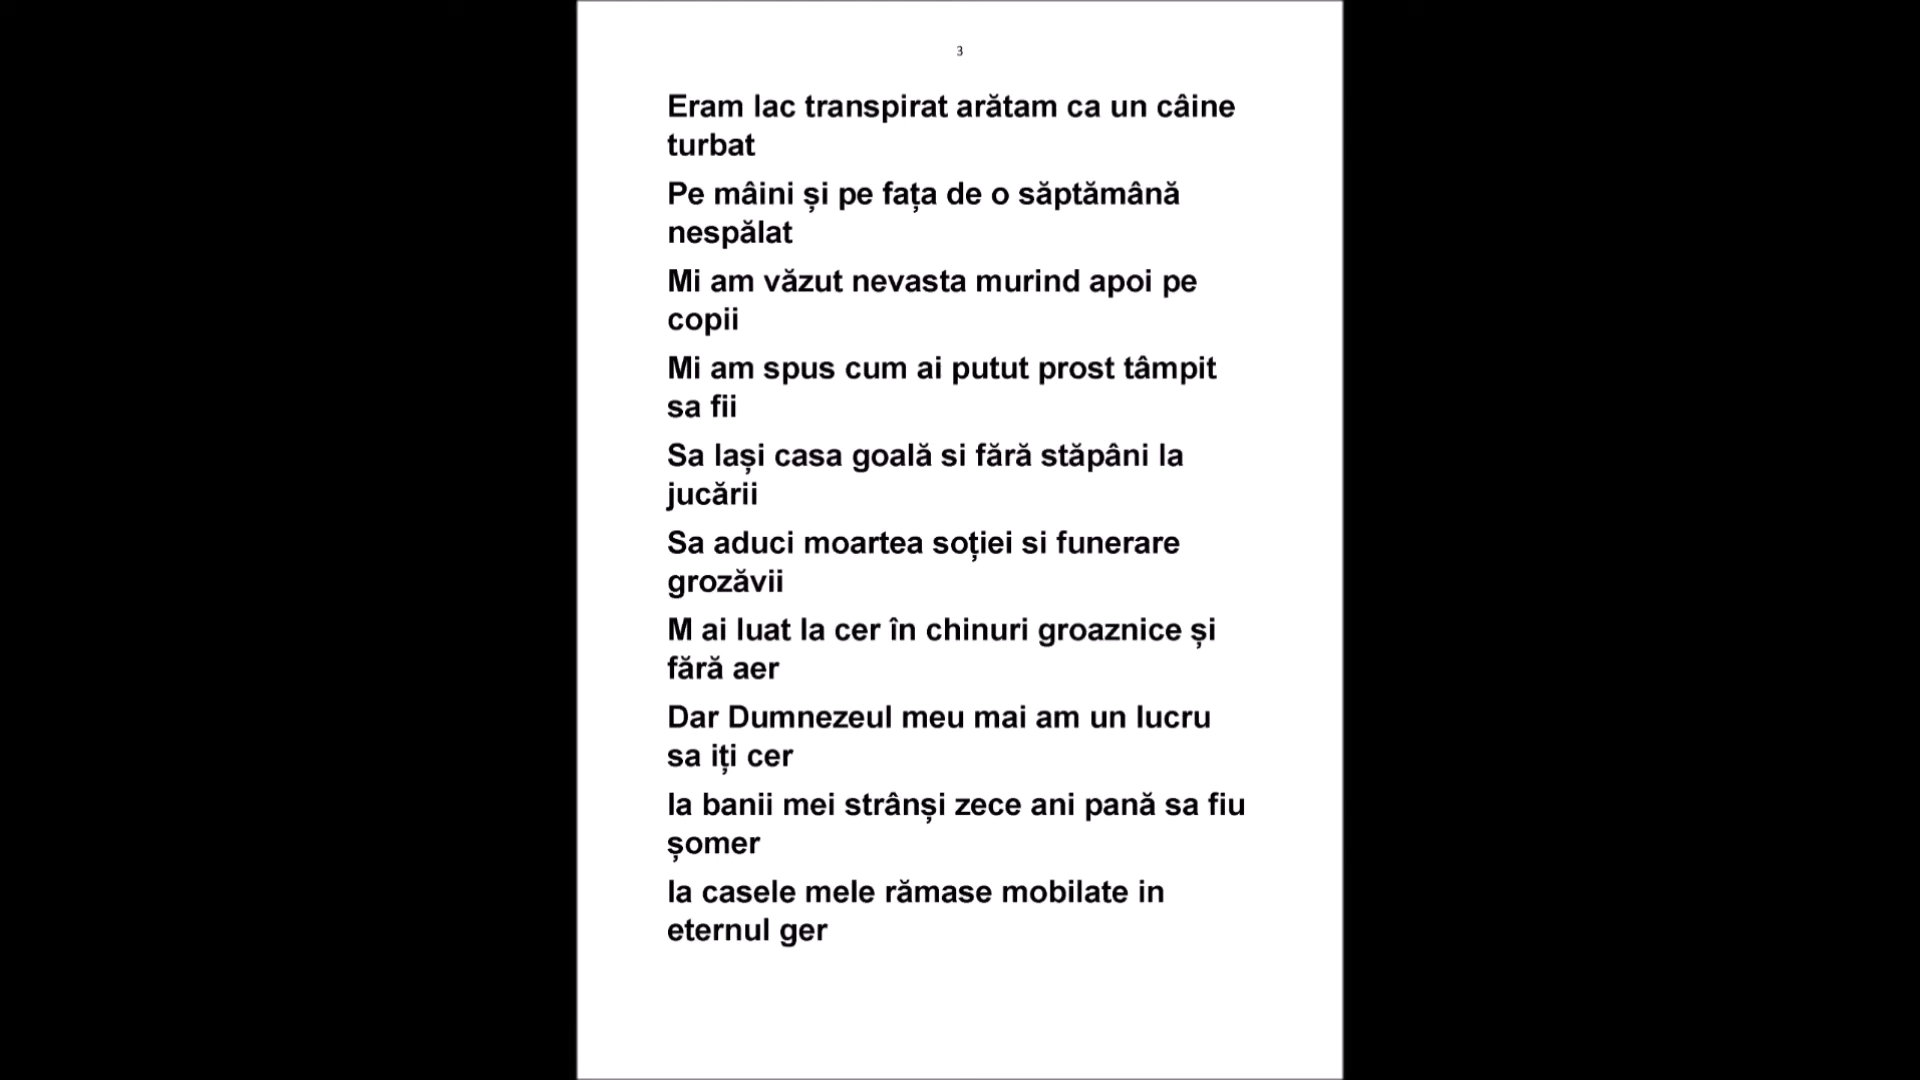 3
Eram lac transpirat arătam ca un câine
turbat
Pe mâini și pe fața de o săptămână
nespălat
Mi am văzut nevasta murind apoi pe
copii
Mi am spus cum ai putut prost tâmpit
sa fii
Sa lași casa goală si fără stăpâni la
jucării
Sa aduci moartea soției si funerare
grozăvii
M ai luat la cer în chinuri groaznice și
fără aer
Dar Dumnezeul meu mai am un lucru
sa iți cer
Ia banii mei strânși zece ani pană sa fiu
șomer
Ia casele mele rămase mobilate in
eternul ger